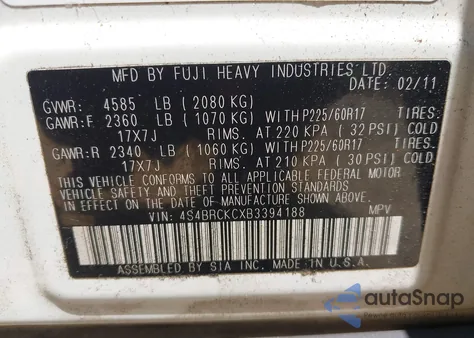 MFD BY FUJI HEAVY INDUSTRIES LTD.
DATE: 02/11
GVWR: 4585 LB ( 2080 KG)
GAWR:F 2360 LB ( 1070 KG) WITH P225/60R17 TIRES.
17X7J RIMS. AT 220 KPA ( 32 PSI) COLD
GAWR:R 2340 LB ( 1060 KG) WITH P225/60R17 TIRES.
17X7J RIMS. AT 210 KPA ( 30 PSI) COLD
THIS VEHICLE CONFORMS TO ALL APPLICABLE FEDERAL MOTOR
VEHICLE SAFETY AND THEFT PREVENTION STANDARDS
IN EFFECT ON THE DATE OF MANUFACTURE SHOWN ABOVE.
VIN: 4S4BRCKCXB3394188 MPV
ASSEMBLED BY SIA INC. MADE IN U.S.A.
autoSnap